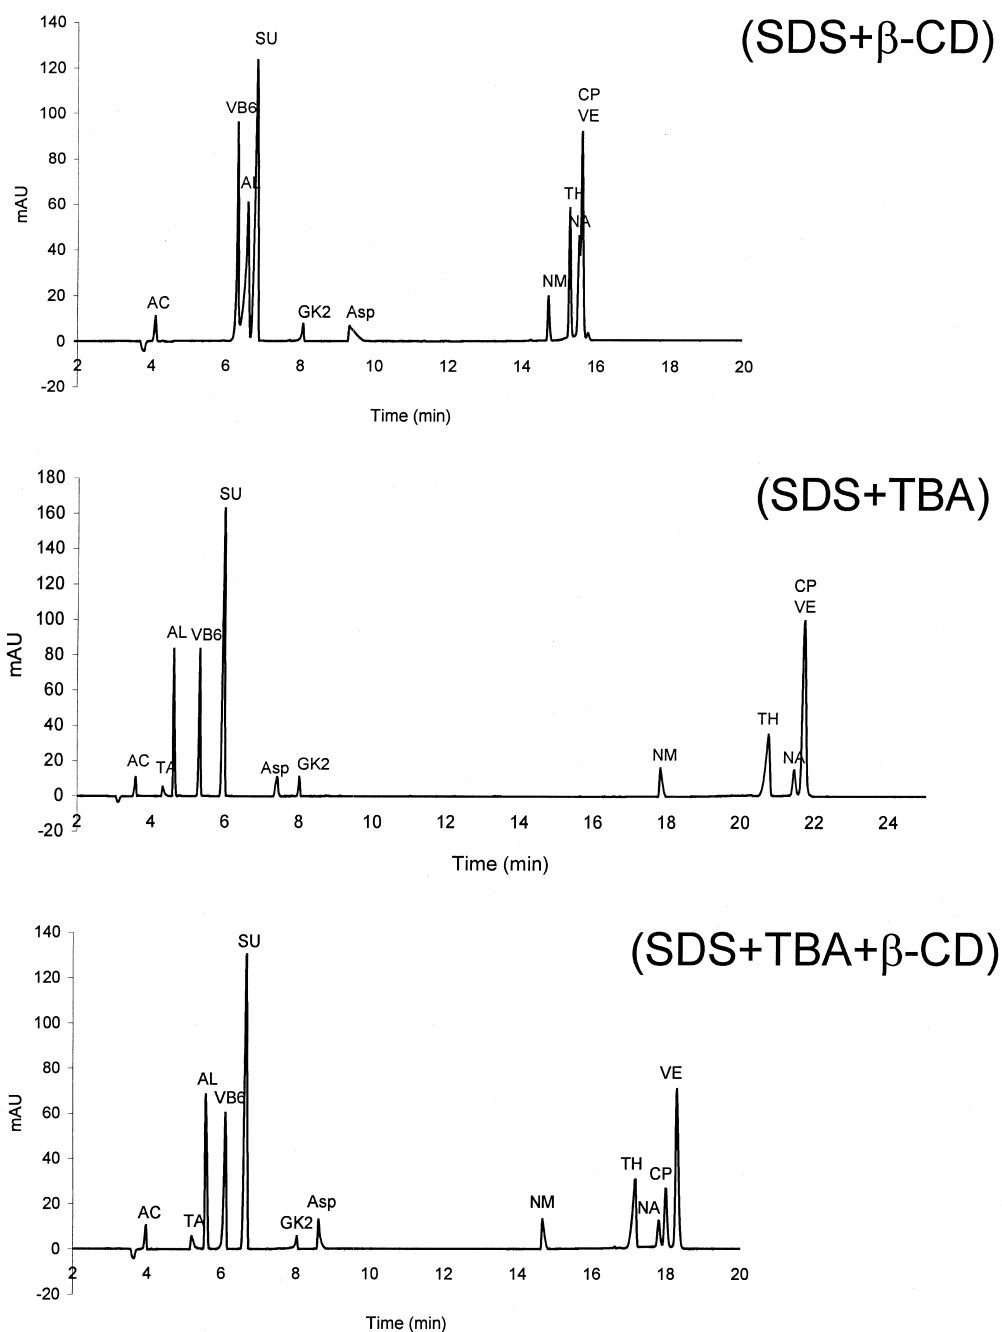 (SDS+β-CD)
140
120
100
80
60
40
20
0
-20
mAU
AC
VB6
AL
SU
GK2
Asp
NM
TH
NA
CP
VE
2 4 6 8 10 12 14 16 18 20
Time (min)
(SDS+TBA)
180
160
140
120
100
80
60
40
20
0
-20
mAU
AC
TA
AL
VB6
SU
Asp
GK2
NM
TH
NA
CP
VE
2 4 6 8 10 12 14 16 18 20 22 24
Time (min)
(SDS+TBA+β-CD)
140
120
100
80
60
40
20
0
-20
mAU
AC
TA
AL
VB6
SU
GK2
Asp
NM
TH
NA
CP
VE
2 4 6 8 10 12 14 16 18 20
Time (min)